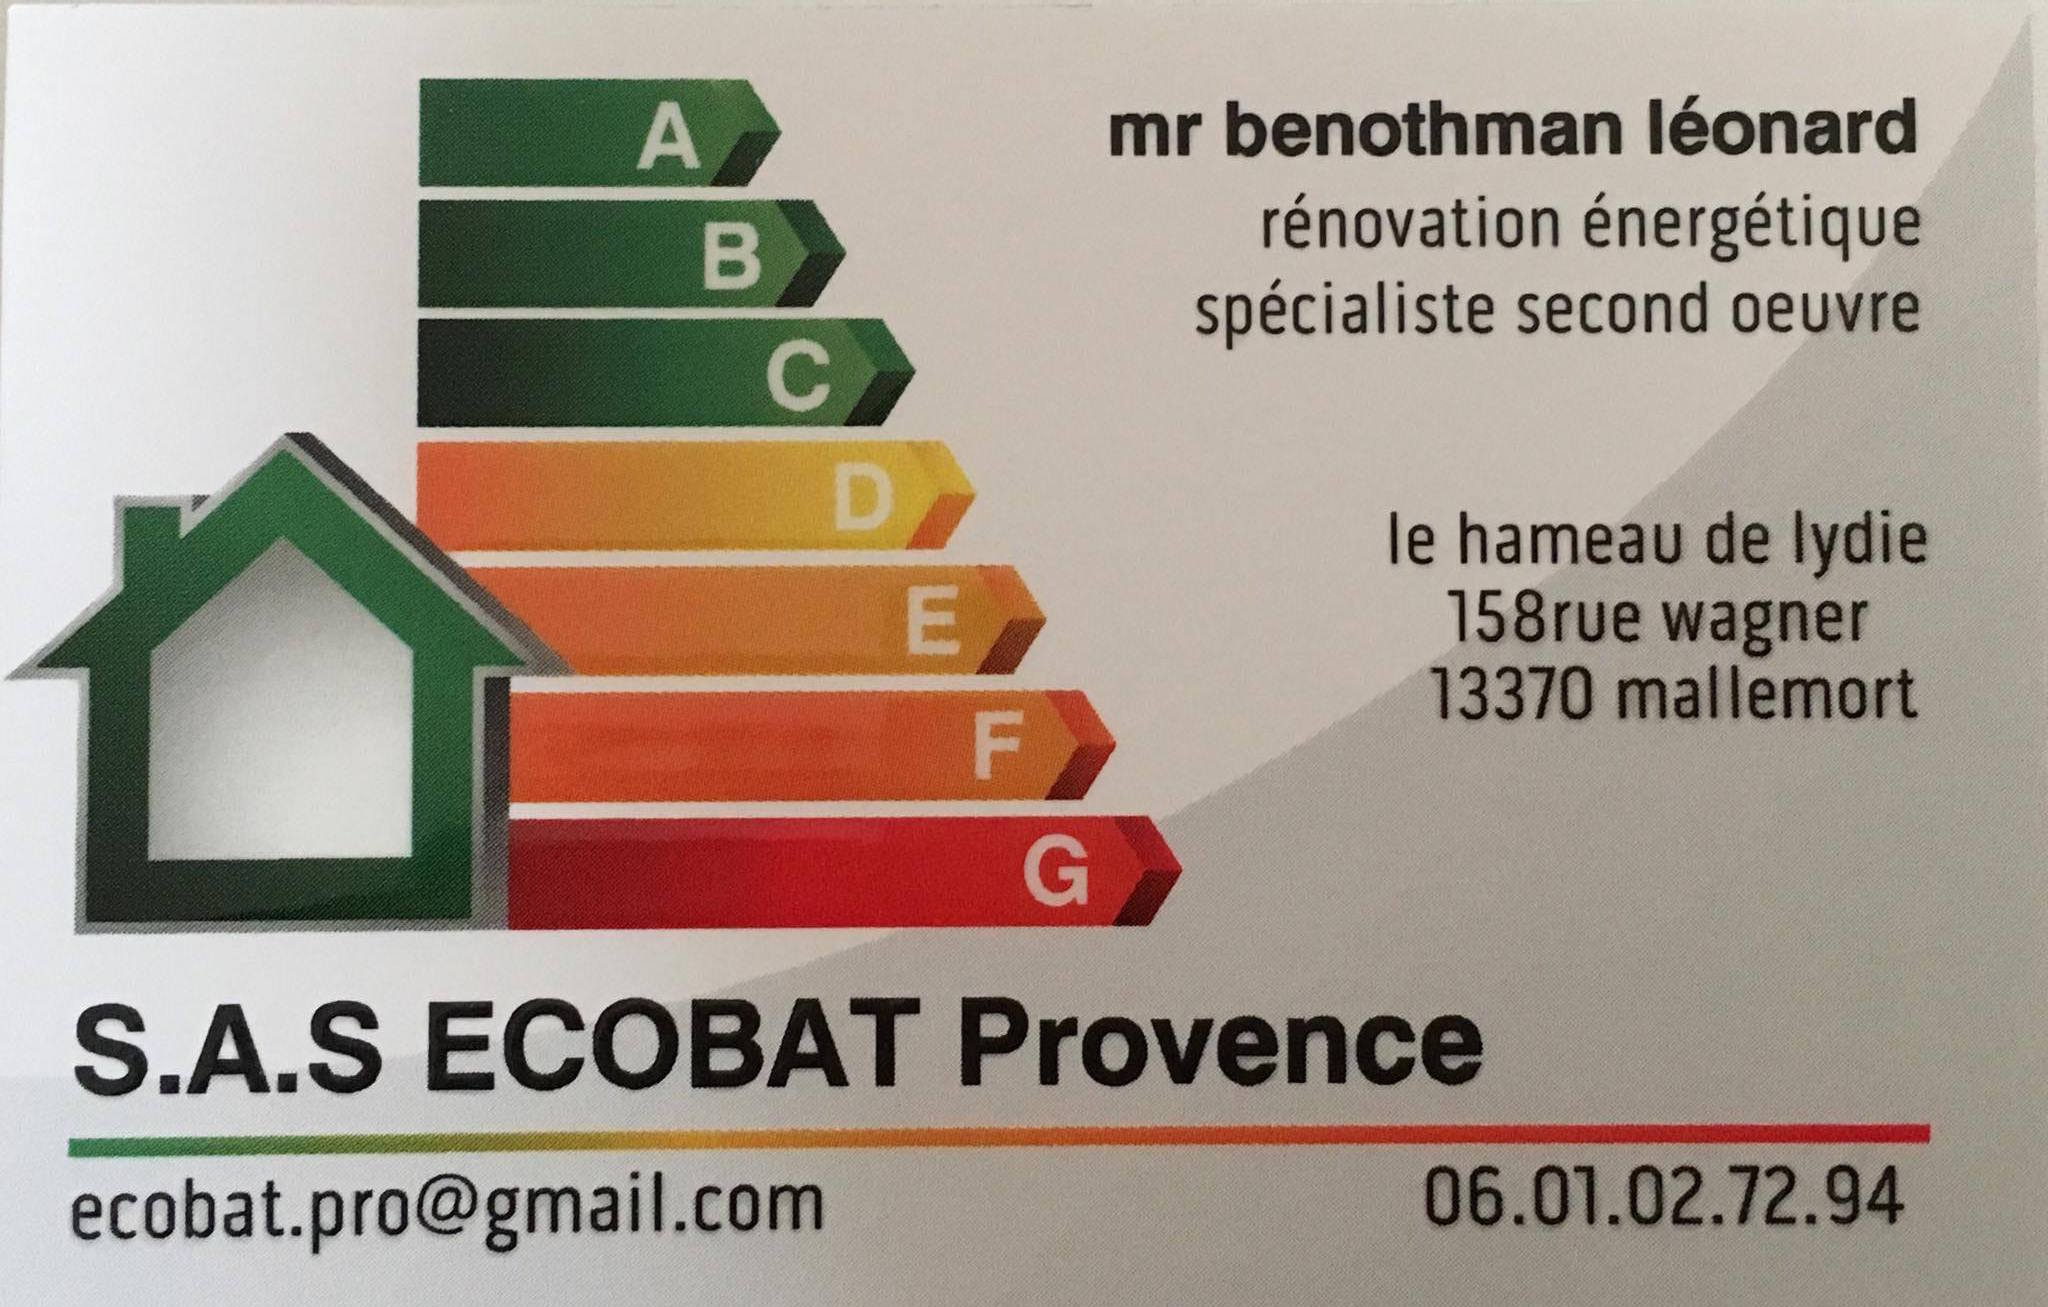 A
B
C
D
E
F
G
mr benothman léonard
rénovation énergétique
spécialiste second oeuvre
le hameau de lydie
158rue wagner
13370 mallemort
S.A.S ECOBAT Provence
ecobat.pro@gmail.com
06.01.02.72.94